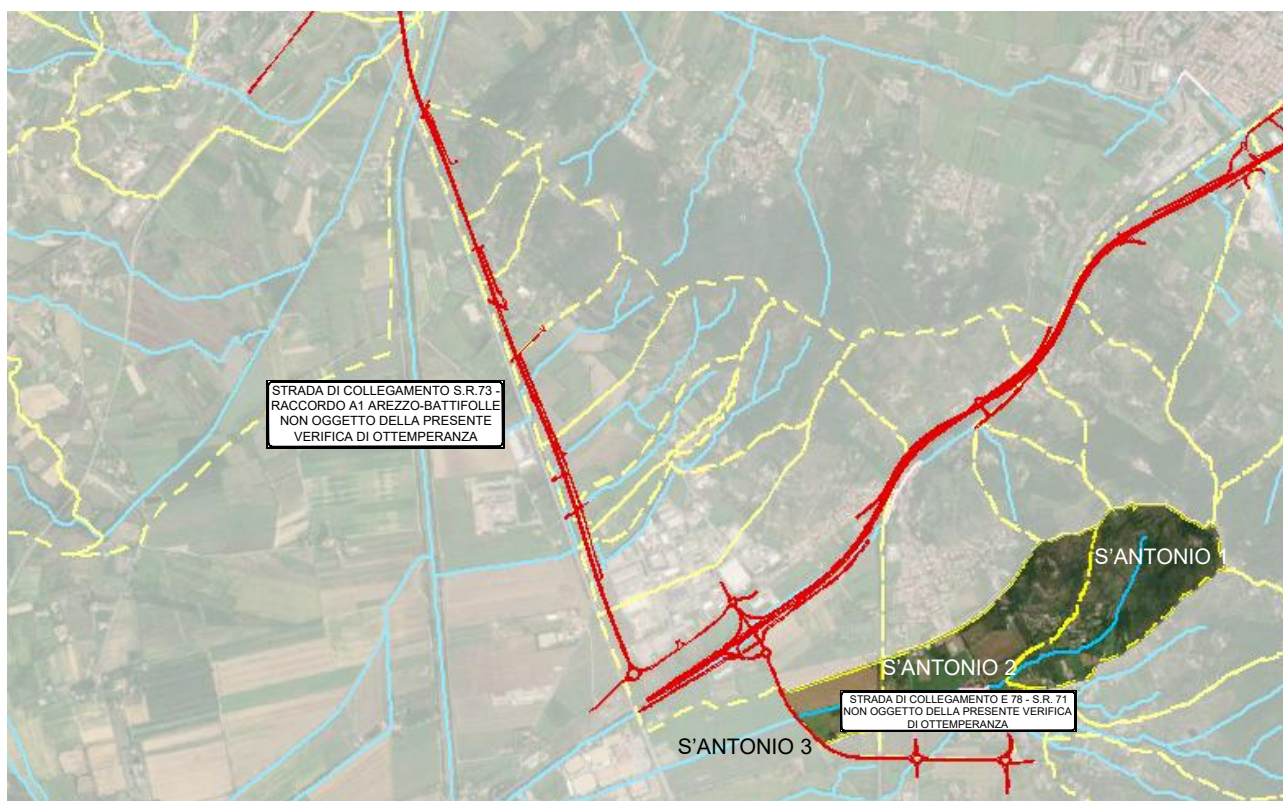 STRADA DI COLLEGAMENTO S.R.73 -
RACCORDO A1 AREZZO-BATTIFOLLE
NON OGGETTO DELLA PRESENTE
VERIFICA DI OTTEMPERANZA
S'ANTONIO 1
S'ANTONIO 2
STRADA DI COLLEGAMENTO E 78 - S.R. 71
NON OGGETTO DELLA PRESENTE VERIFICA
DI OTTEMPERANZA
S'ANTONIO 3